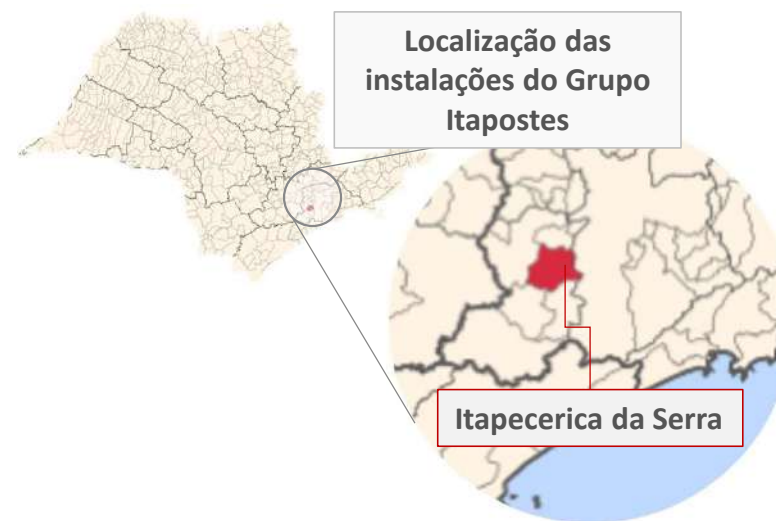 Localização das
instalações do Grupo
Itapostes
Itapecerica da Serra